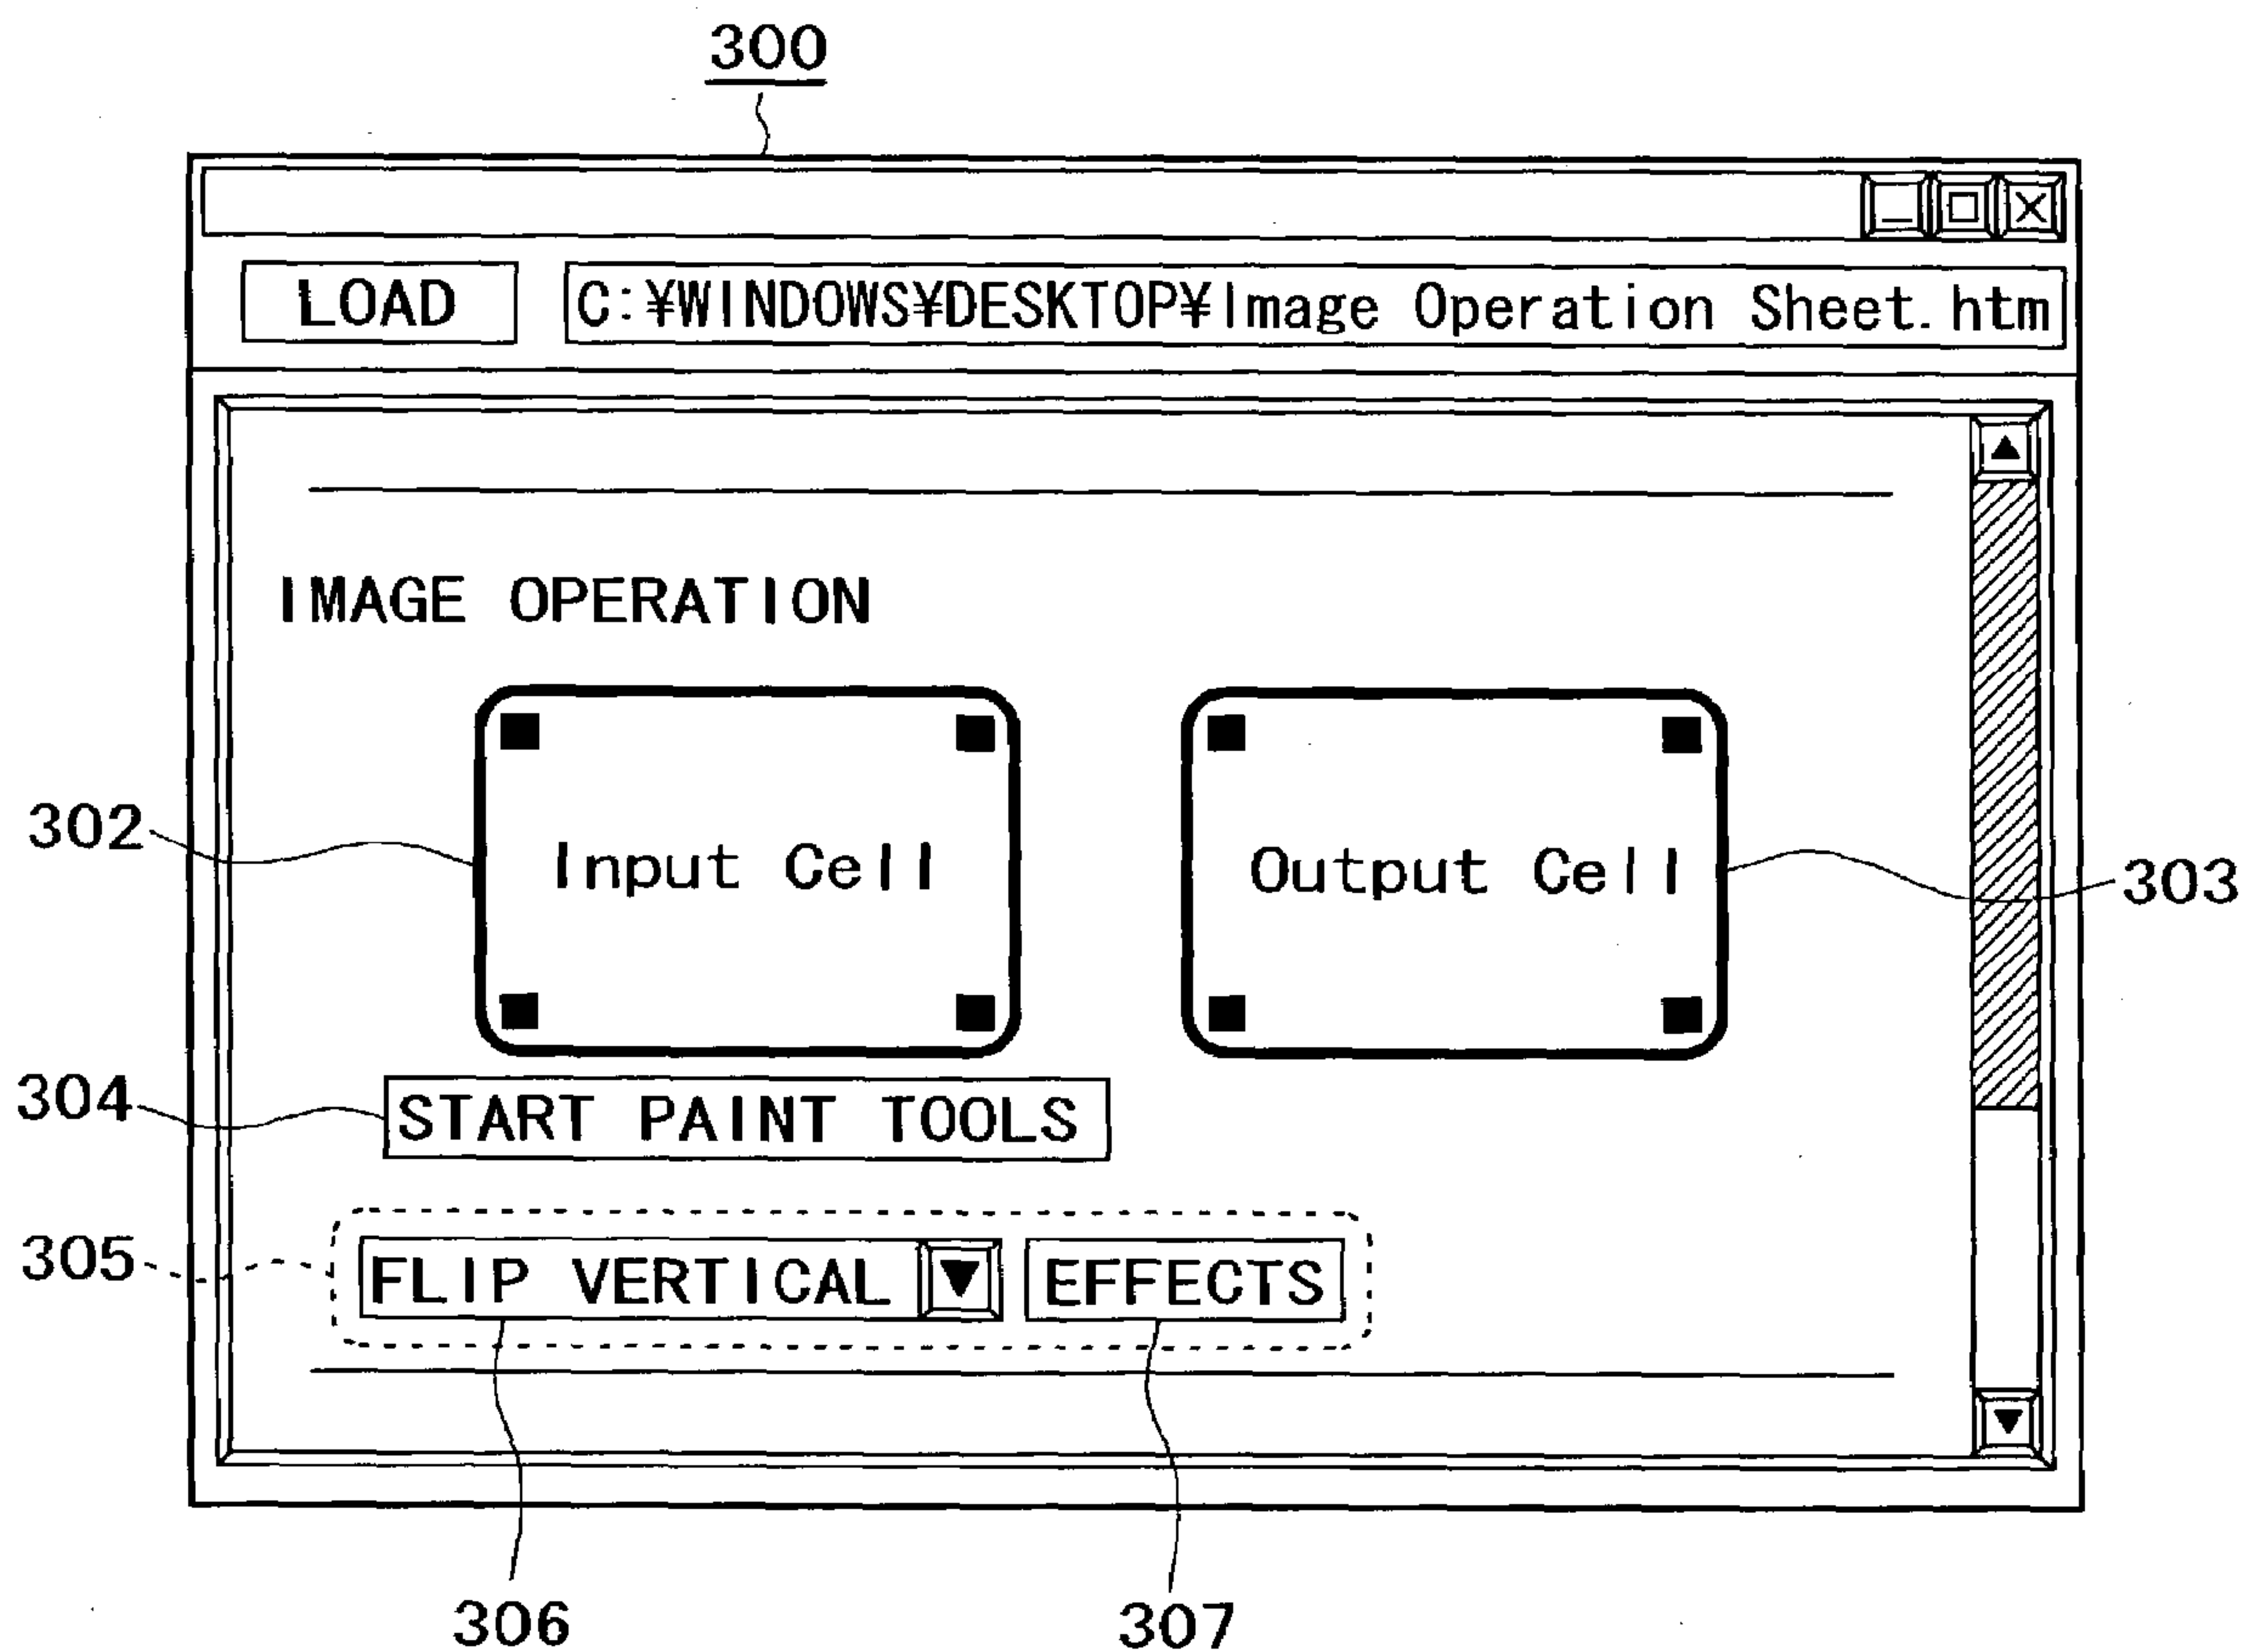 300
LOAD C:¥WINDOWS¥DESKTOP¥Image Operation Sheet.htm
IMAGE OPERATION
302 Input Cell Output Cell 303
304 START PAINT TOOLS
305 FLIP VERTICAL ▼ EFFECTS
306 307